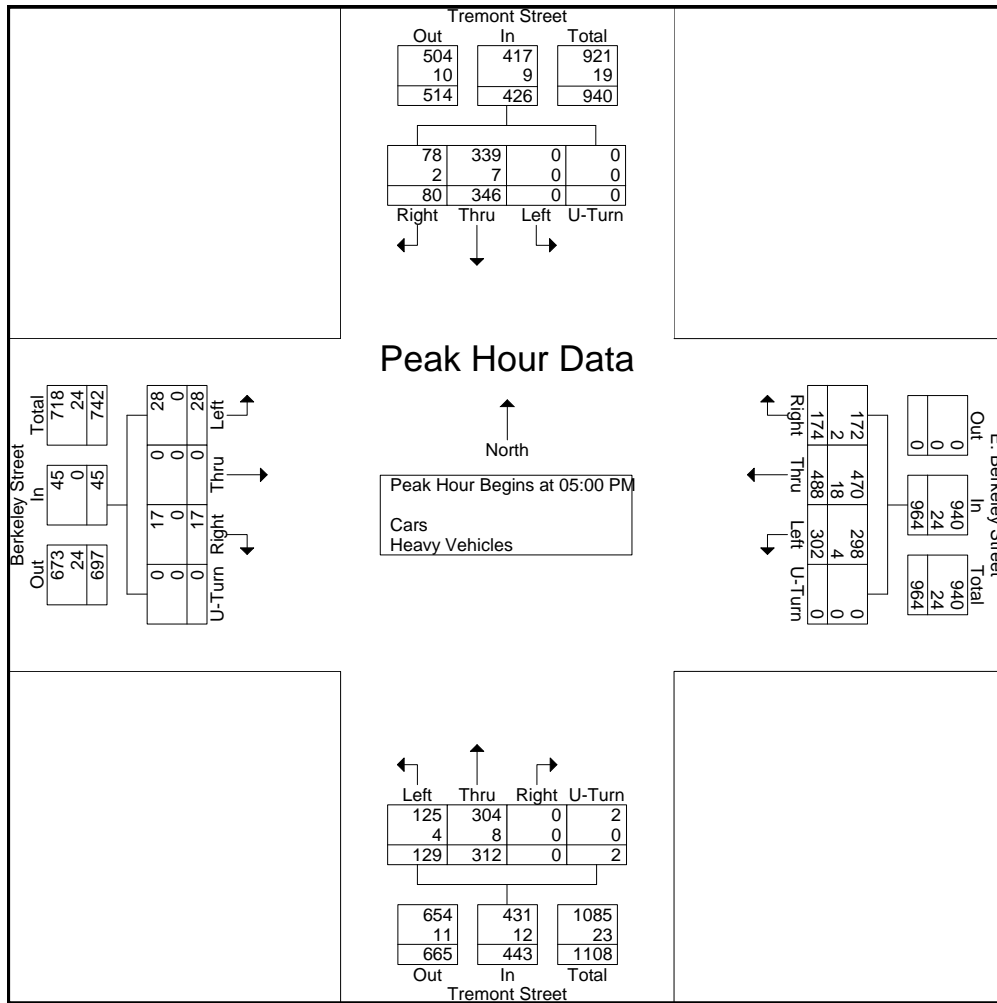 Tremont Street
Out In Total
504 417 921
10 9 19
514 426 940
78 339 0 0
2 7 0 0
80 346 0 0
Right Thru Left U-Turn
Peak Hour Data
North
Peak Hour Begins at 05:00 PM
Cars
Heavy Vehicles
Berkeley Street
Total In Out
718 45 673
24 0 24
742 45 697
28 0 17 0
0 0 0 0
28 0 17 0
Left Thru Right U-Turn
E. Berkeley Street
Out In Total
0 940 940
0 24 24
0 964 964
172 470 298 0
2 18 4 0
174 488 302 0
Right Thru Left U-Turn
Left Thru Right U-Turn
125 304 0 2
4 8 0 0
129 312 0 2
654 431 1085
11 12 23
665 443 1108
Out In Total
Tremont Street